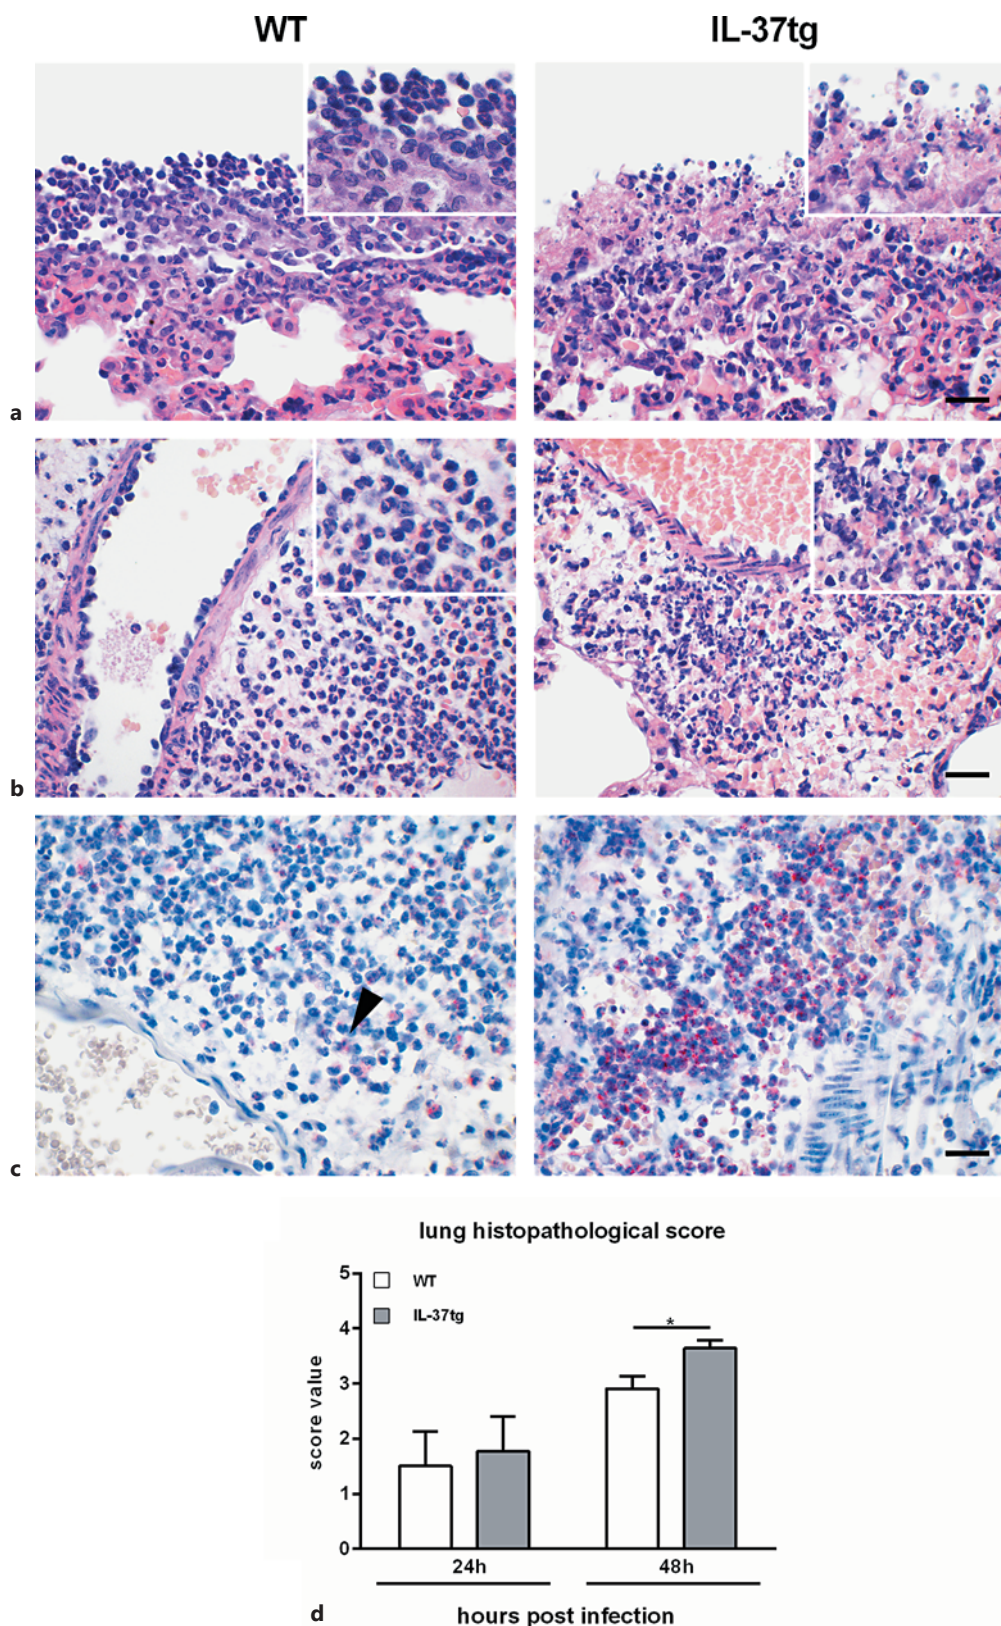 WT IL-37tg
a
b
c
lung histopathological score
5
4
3
2
1
0
score value
WT
IL-37tg
*
24h 48h
hours post infection
d